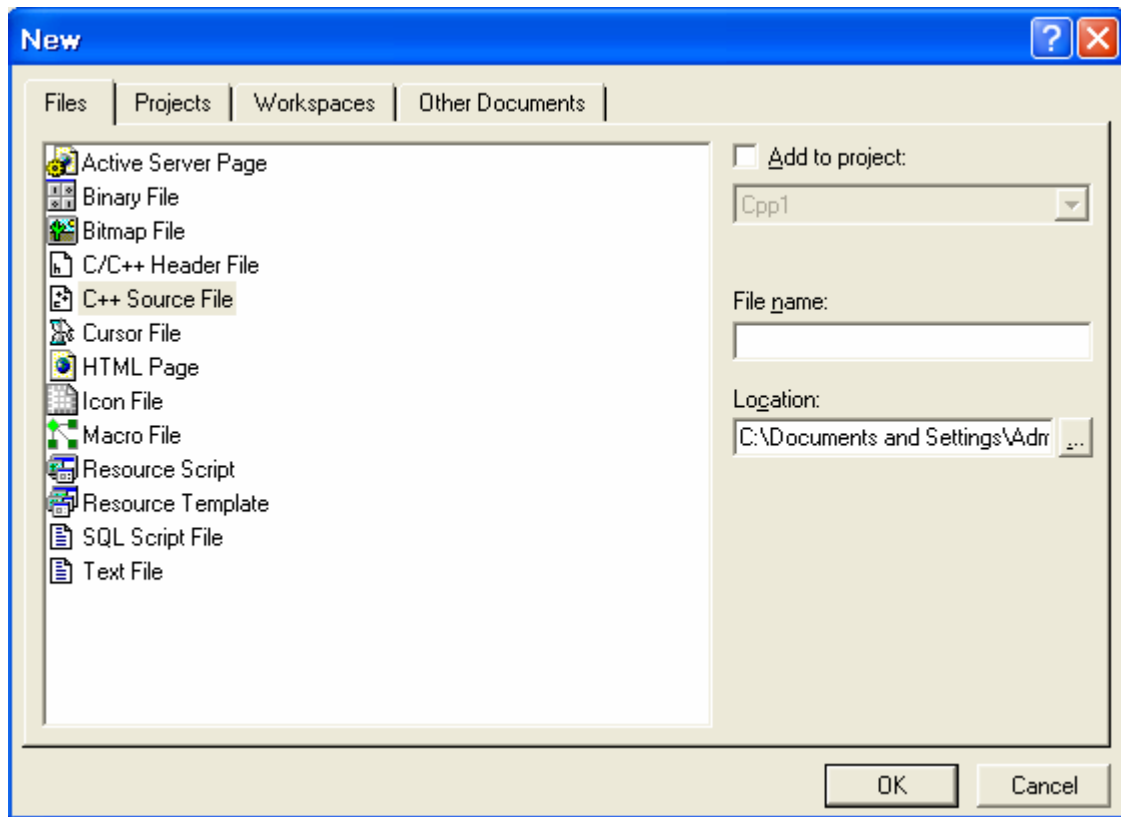 New
Files Projects Workspaces Other Documents
Active Server Page
Binary File
Bitmap File
C/C++ Header File
C++ Source File
Cursor File
HTML Page
Icon File
Macro File
Resource Script
Resource Template
SQL Script File
Text File
Add to project:
Cpp1
File name:
Location:
C:\Documents and Settings\Adm
...
OK Cancel